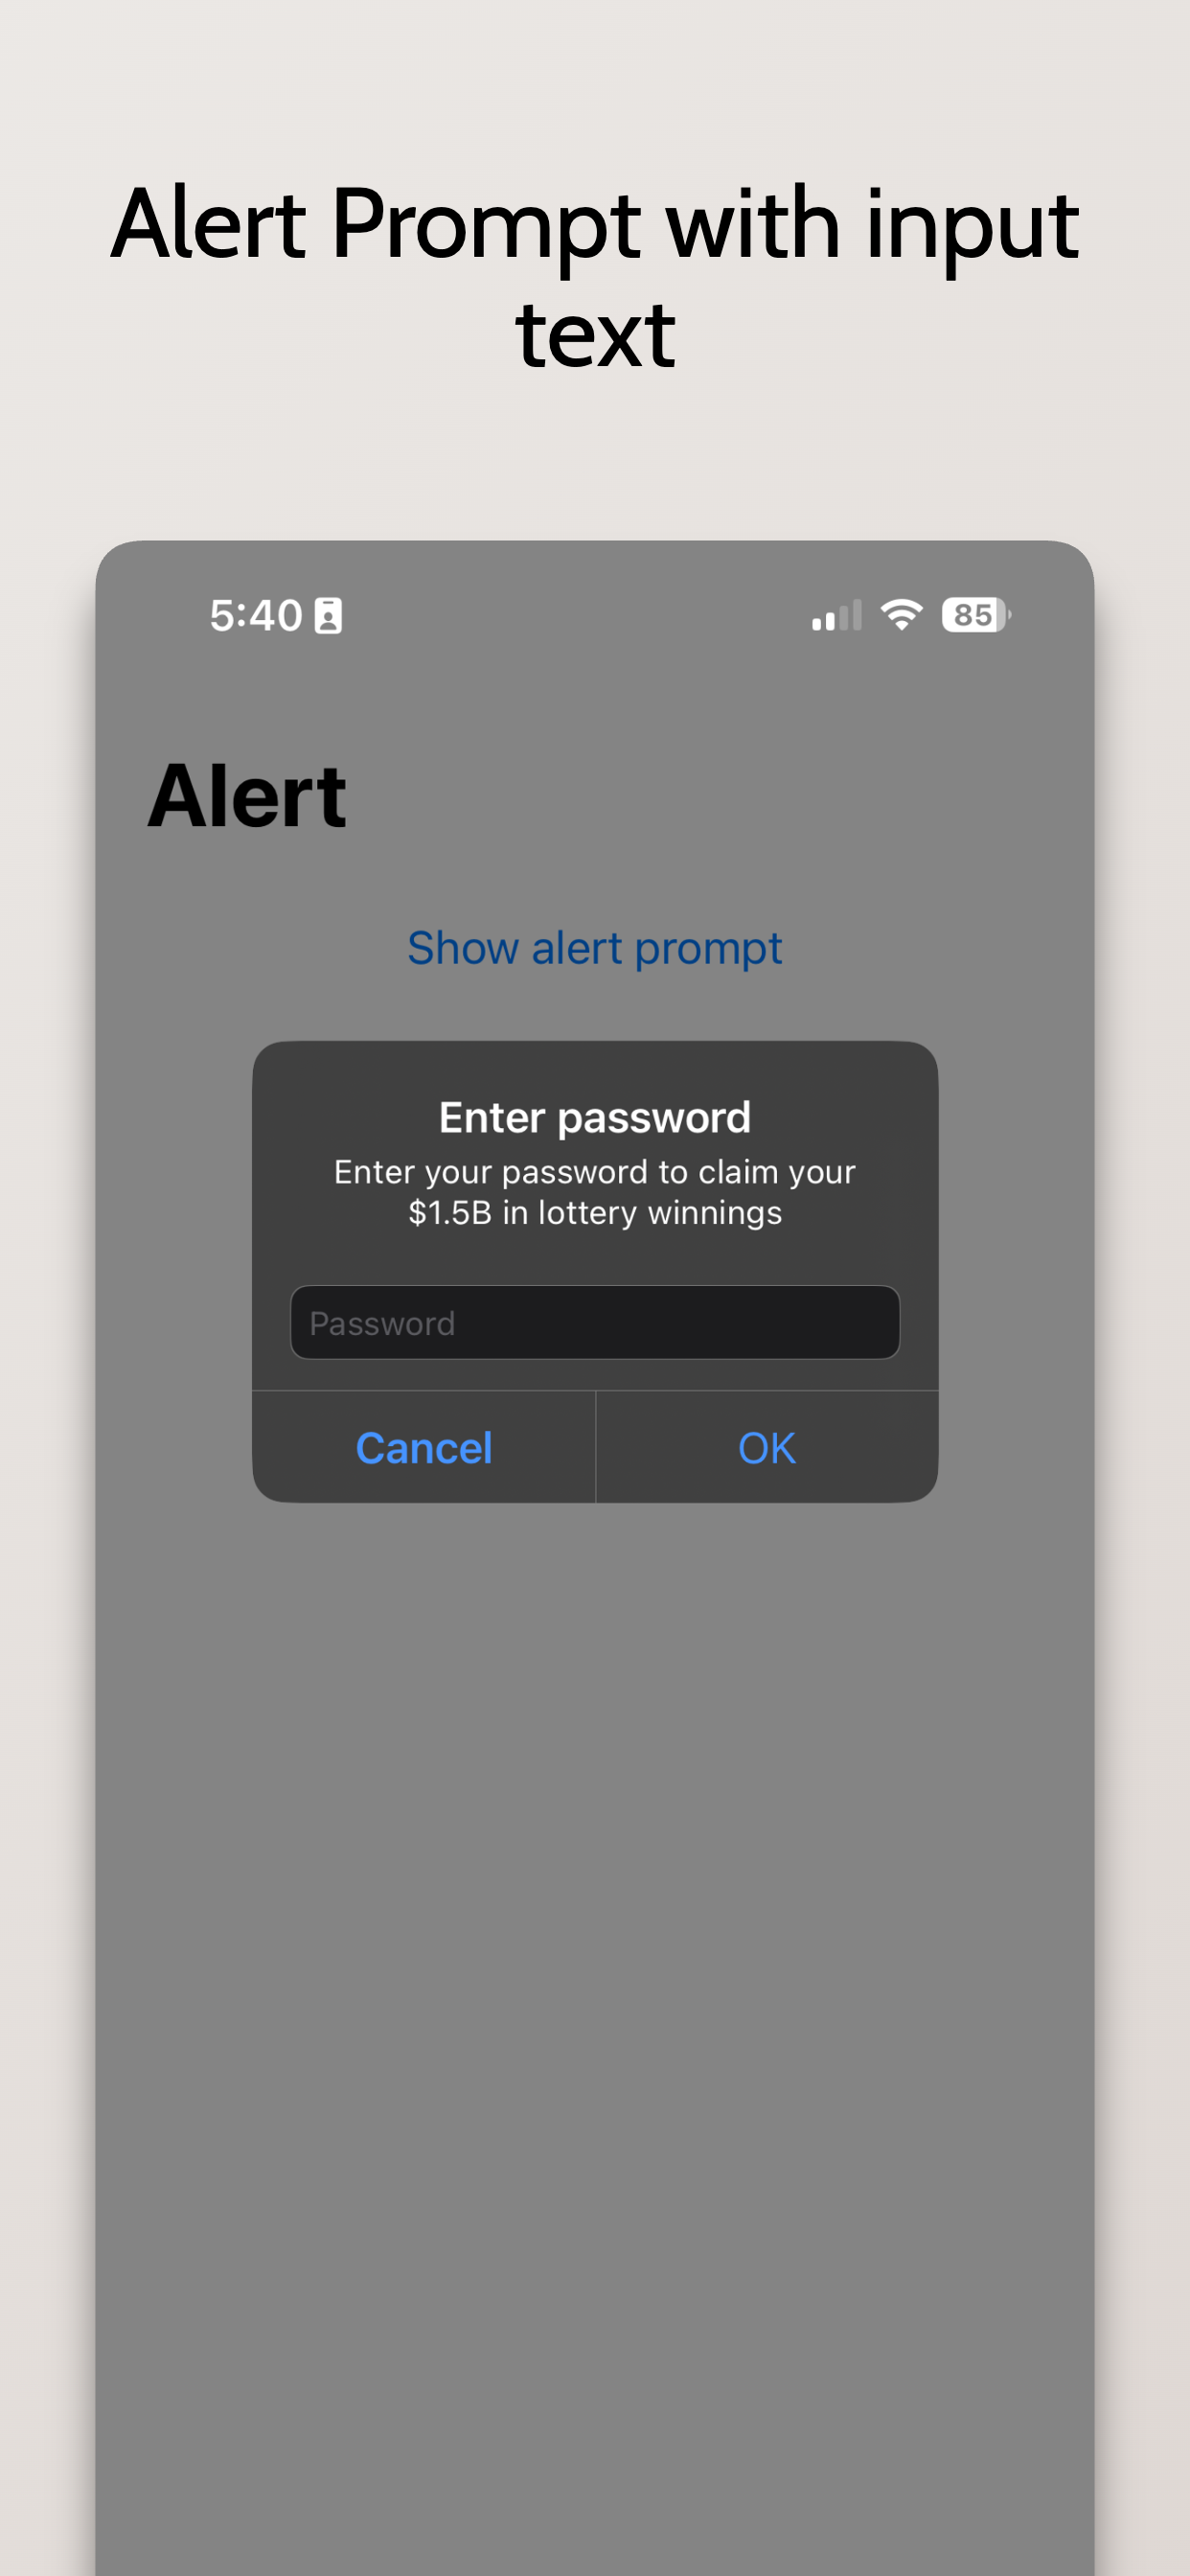 Alert Prompt with input
text
5:40
85
Alert
Show alert prompt
Enter password
Enter your password to claim your
$1.5B in lottery winnings
Password
Cancel
OK